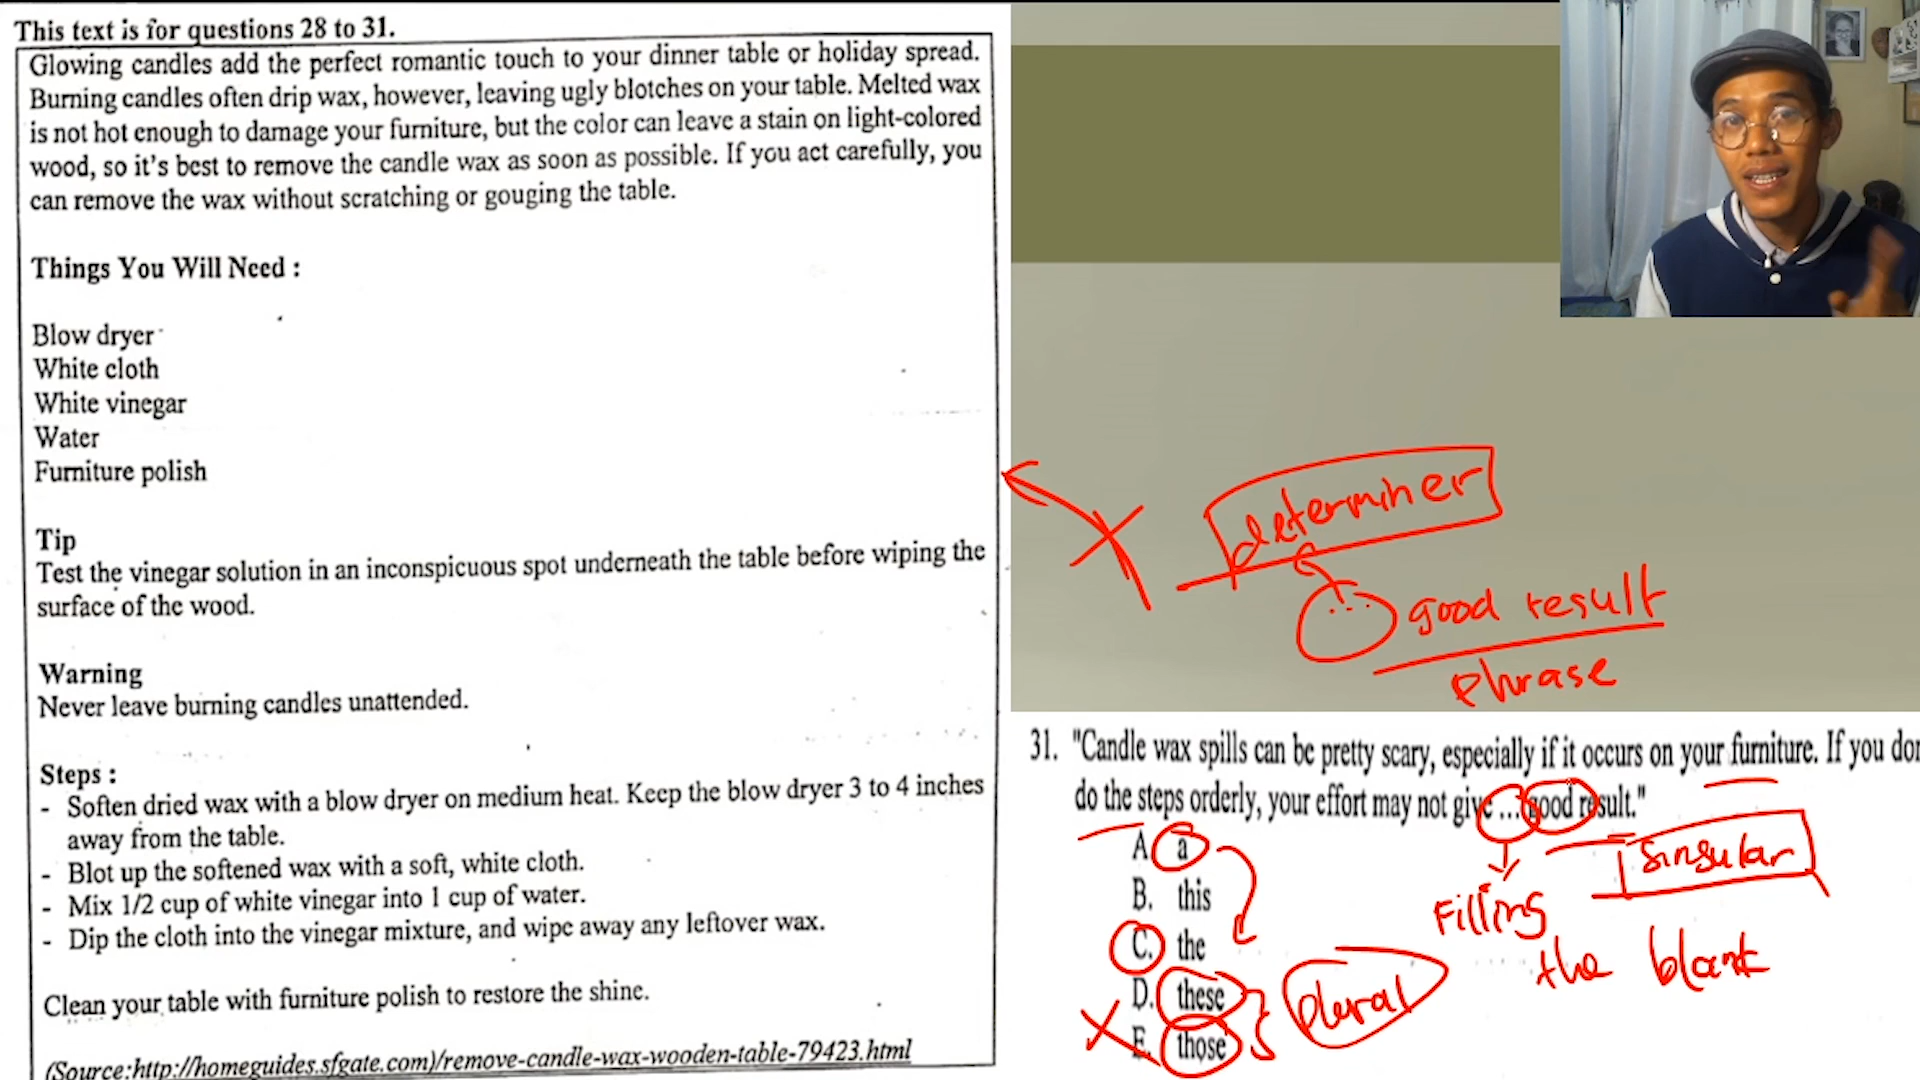 This text is for questions 28 to 31.
Glowing candles add the perfect romantic touch to your dinner table or holiday spread.
Burning candles often drip wax, however, leaving ugly blotches on your table. Melted wax
is not hot enough to damage your furniture, but the color can leave a stain on light-colored
wood, so it's best to remove the candle wax as soon as possible. If you act carefully, you
can remove the wax without scratching or gouging the table.
Things You Will Need :
Blow dryer
White cloth
White vinegar
Water
Furniture polish
Tip
Test the vinegar solution in an inconspicuous spot underneath the table before wiping the
surface of the wood.
Warning
Never leave burning candles unattended.
Steps :
- Soften dried wax with a blow dryer on medium heat. Keep the blow dryer 3 to 4 inches
away from the table.
- Blot up the softened wax with a soft, white cloth.
- Mix 1/2 cup of white vinegar into 1 cup of water.
- Dip the cloth into the vinegar mixture, and wipe away any leftover wax.
Clean your table with furniture polish to restore the shine.
(Source:http://homeguides.sfgate.com)/remove-candle-wax-wooden-table-79423.html
determiner
... good result
phrase
31. "Candle wax spills can be pretty scary, especially if it occurs on your furniture. If you don
do the steps orderly, your effort may not give ... good result."
A. a
B. this
C. the
D. these
E. those
plural
singular
Filling
the blank